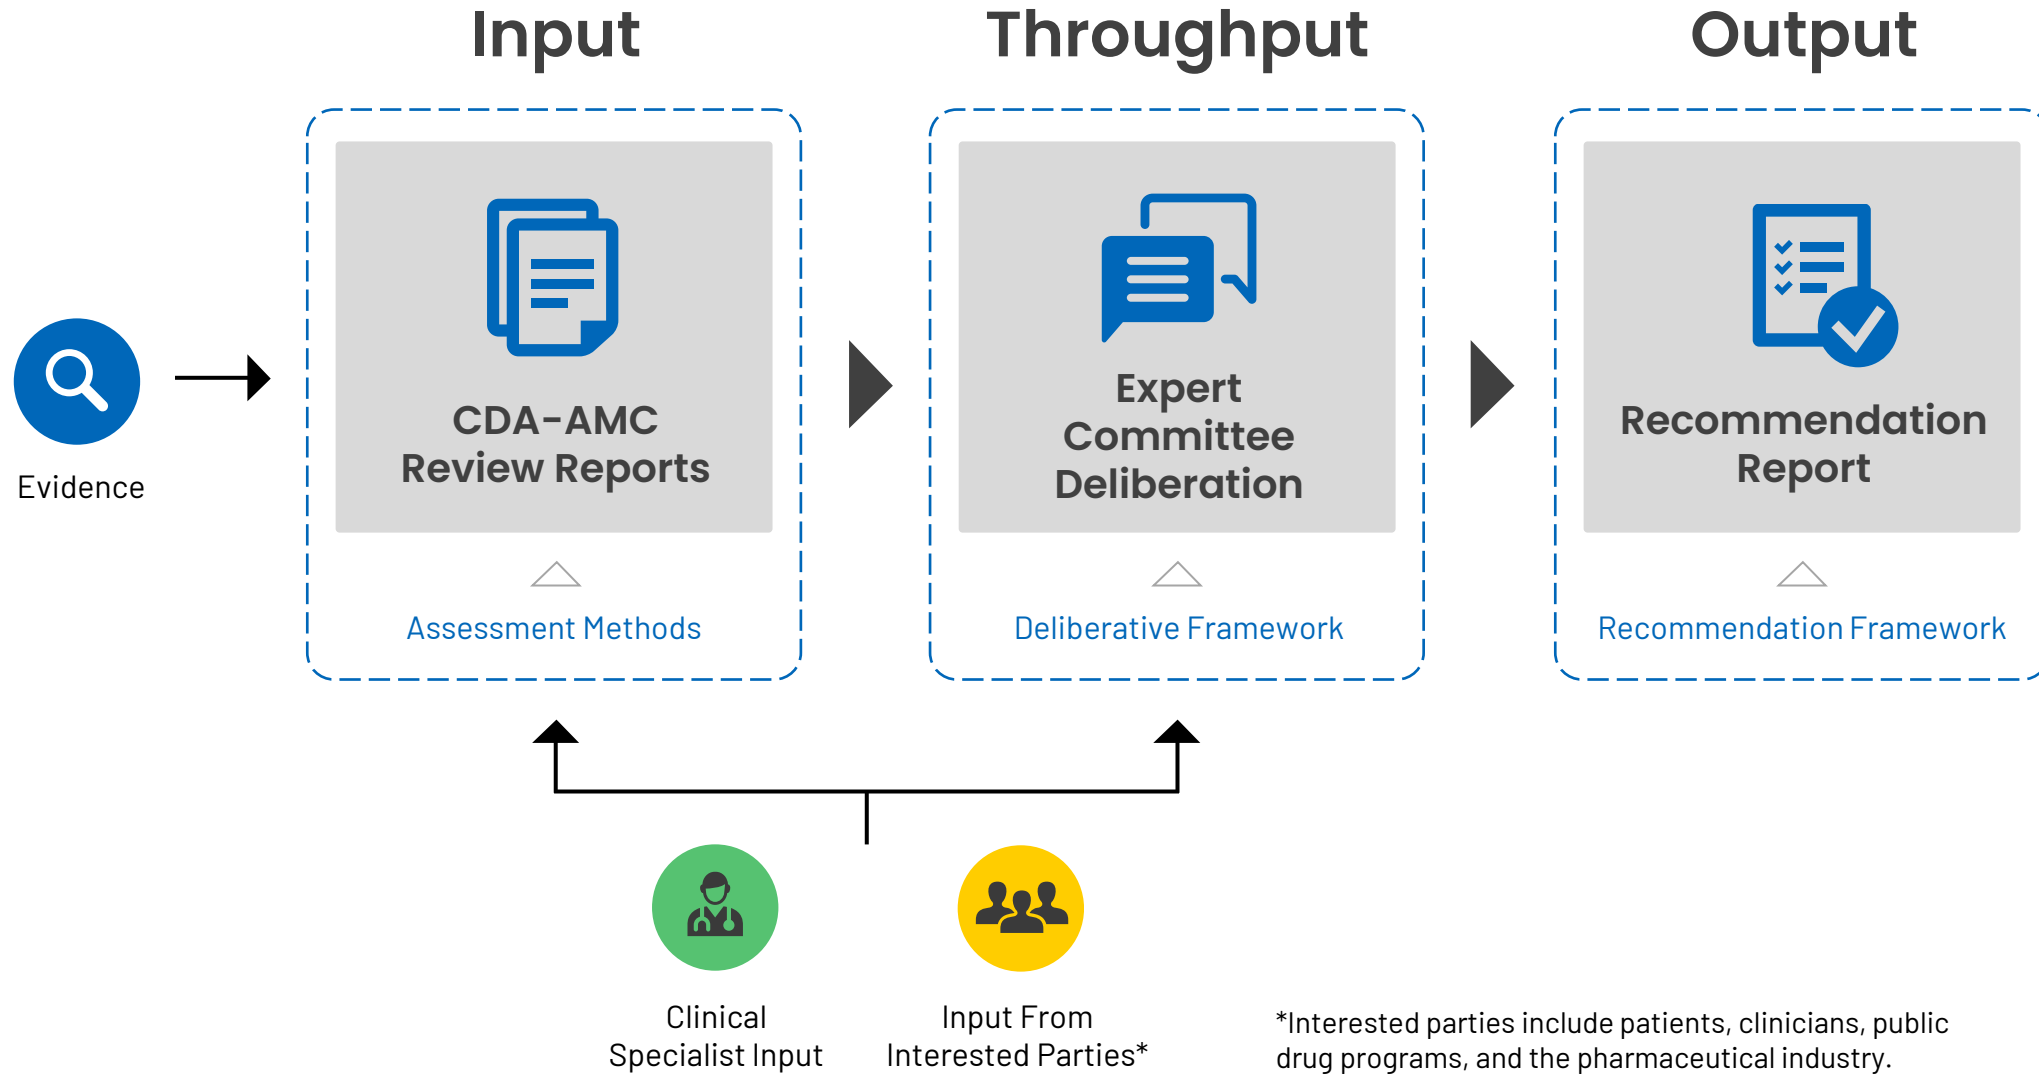 Input
Throughput
Output
Evidence
CDA-AMC
Review Reports
Assessment Methods
Expert
Committee
Deliberation
Deliberative Framework
Recommendation
Report
Recommendation Framework
Clinical
Specialist Input
Input From
Interested Parties*
*Interested parties include patients, clinicians, public
drug programs, and the pharmaceutical industry.